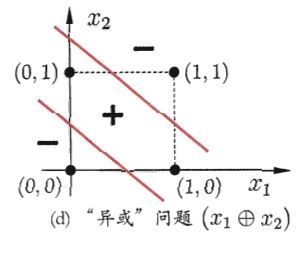 x₂
−
(0, 1) (1, 1)
+
−
(0, 0) (1, 0) x₁
(d) “异或”问题 (x₁ ⊕ x₂)